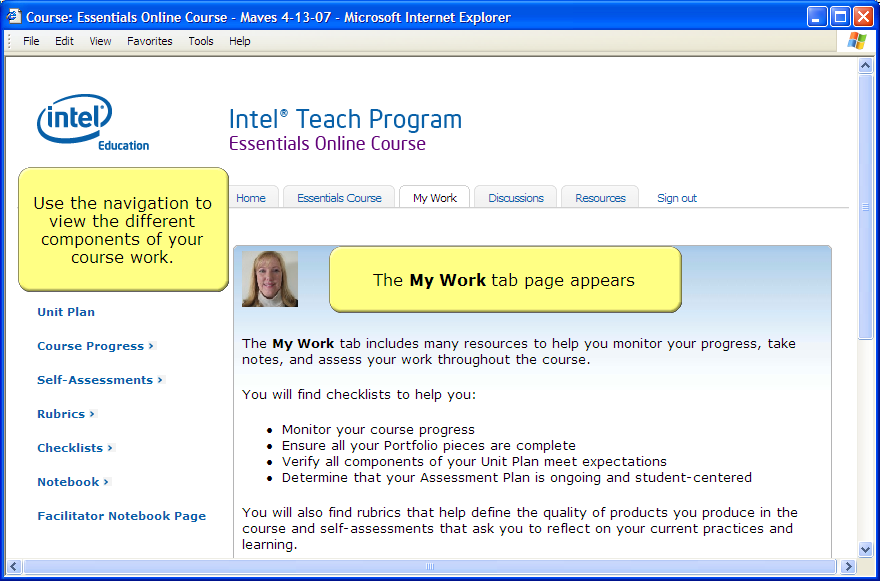 Course: Essentials Online Course - Maves 4-13-07 - Microsoft Internet Explorer
File Edit View Favorites Tools Help
intel®
Education
Intel® Teach Program
Essentials Online Course
Home Essentials Course My Work Discussions Resources Sign out
Use the navigation to
view the different
components of your
course work.
Unit Plan
Course Progress ›
Self-Assessments ›
Rubrics ›
Checklists ›
Notebook ›
Facilitator Notebook Page
The My Work tab page appears
The My Work tab includes many resources to help you monitor your progress, take
notes, and assess your work throughout the course.
You will find checklists to help you:
• Monitor your course progress
• Ensure all your Portfolio pieces are complete
• Verify all components of your Unit Plan meet expectations
• Determine that your Assessment Plan is ongoing and student-centered
You will also find rubrics that help define the quality of products you produce in the
course and self-assessments that ask you to reflect on your current practices and
learning.